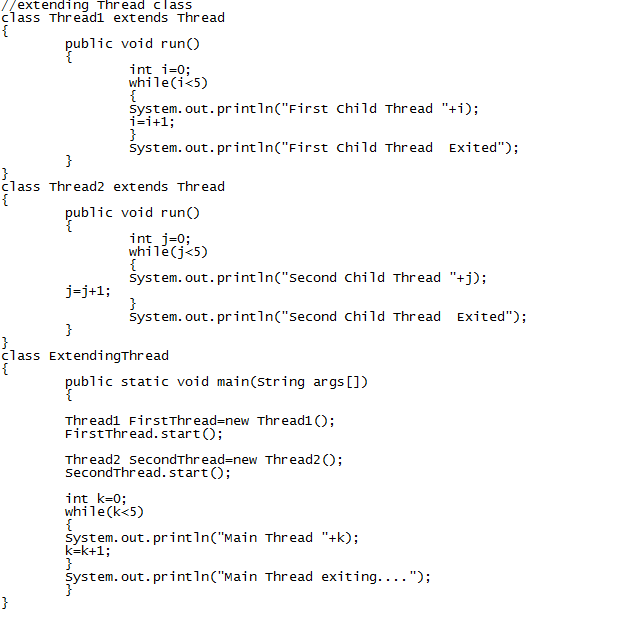 //extending Thread class
class Thread1 extends Thread
{
public void run()
{
int i=0;
while(i<5)
{
System.out.println("First Child Thread "+i);
i=i+1;
}
System.out.println("First Child Thread  Exited");
}
}
class Thread2 extends Thread
{
public void run()
{
int j=0;
while(j<5)
{
System.out.println("Second Child Thread "+j);
j=j+1;
}
System.out.println("Second Child Thread  Exited");
}
}
class ExtendingThread
{
public static void main(String args[])
{
Thread1 FirstThread=new Thread1();
FirstThread.start();
Thread2 SecondThread=new Thread2();
SecondThread.start();
int k=0;
while(k<5)
{
System.out.println("Main Thread "+k);
k=k+1;
}
System.out.println("Main Thread exiting....");
}
}